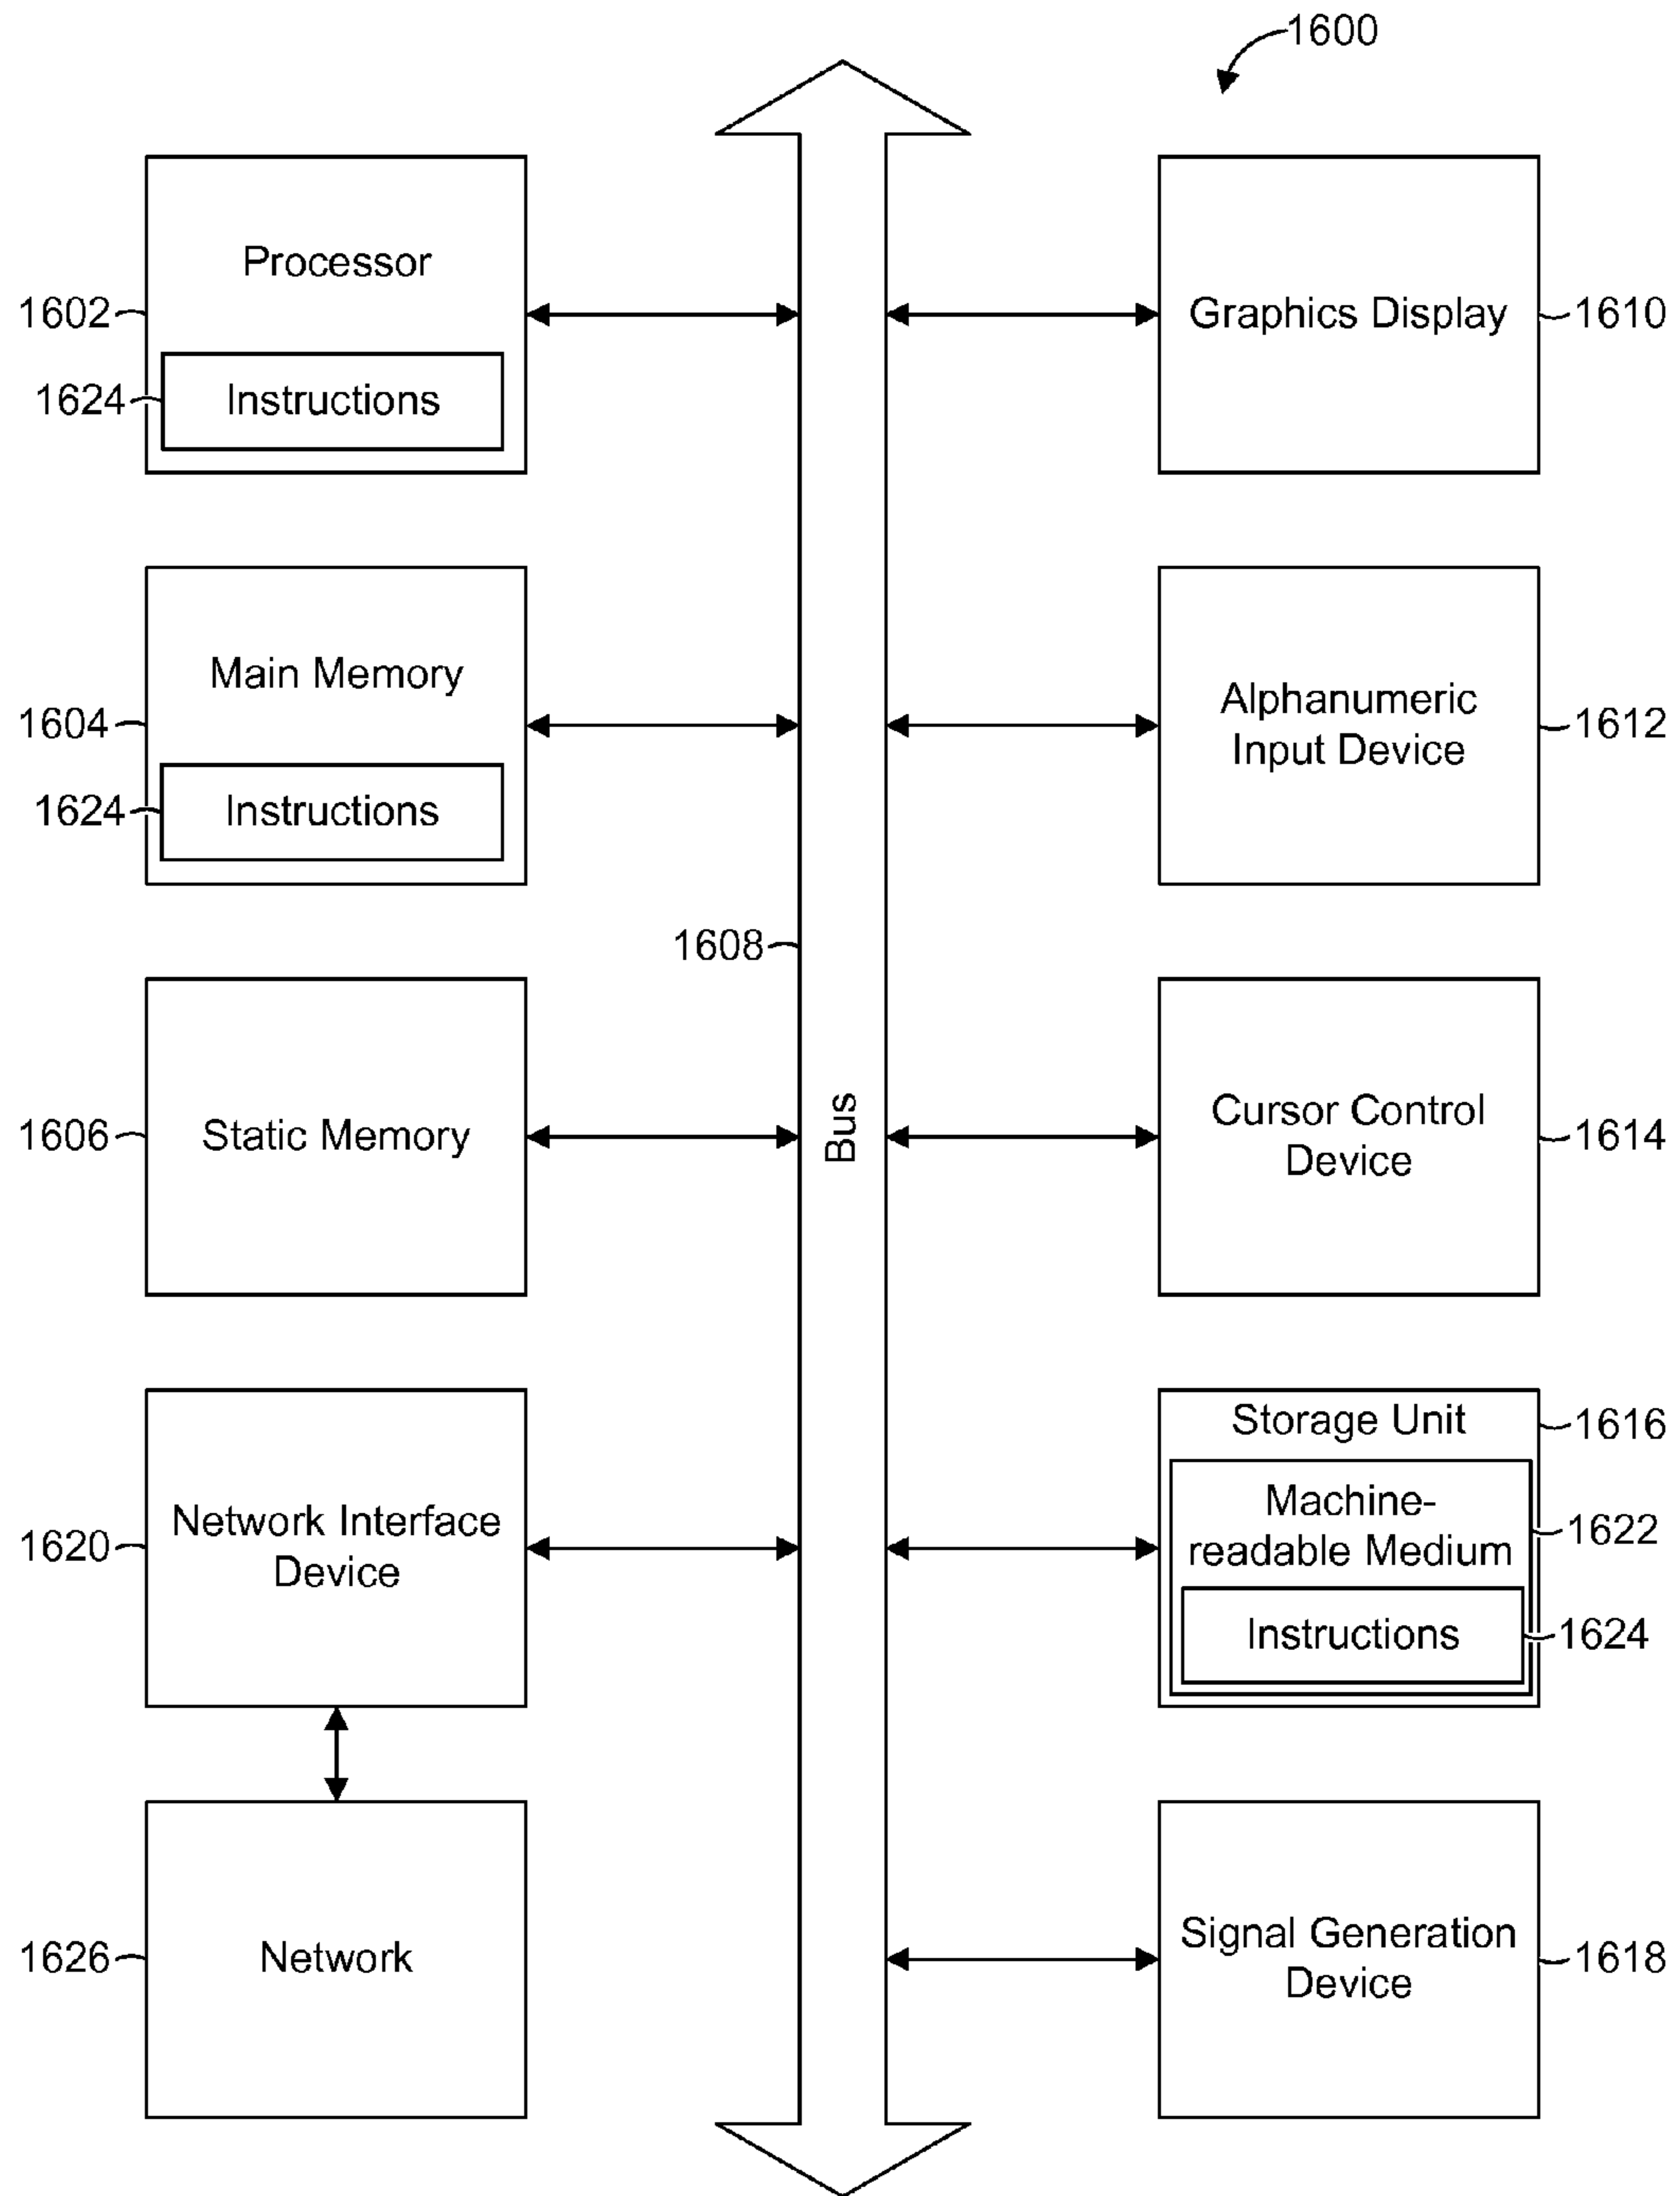 1600
Processor
1602
1624
Instructions
Graphics Display
1610
Main Memory
1604
1624
Instructions
Alphanumeric
Input Device
1612
1608
Bus
Static Memory
1606
Cursor Control
Device
1614
Network Interface
Device
1620
Storage Unit
1616
Machine-
readable Medium
1622
Instructions
1624
Network
1626
Signal Generation
Device
1618